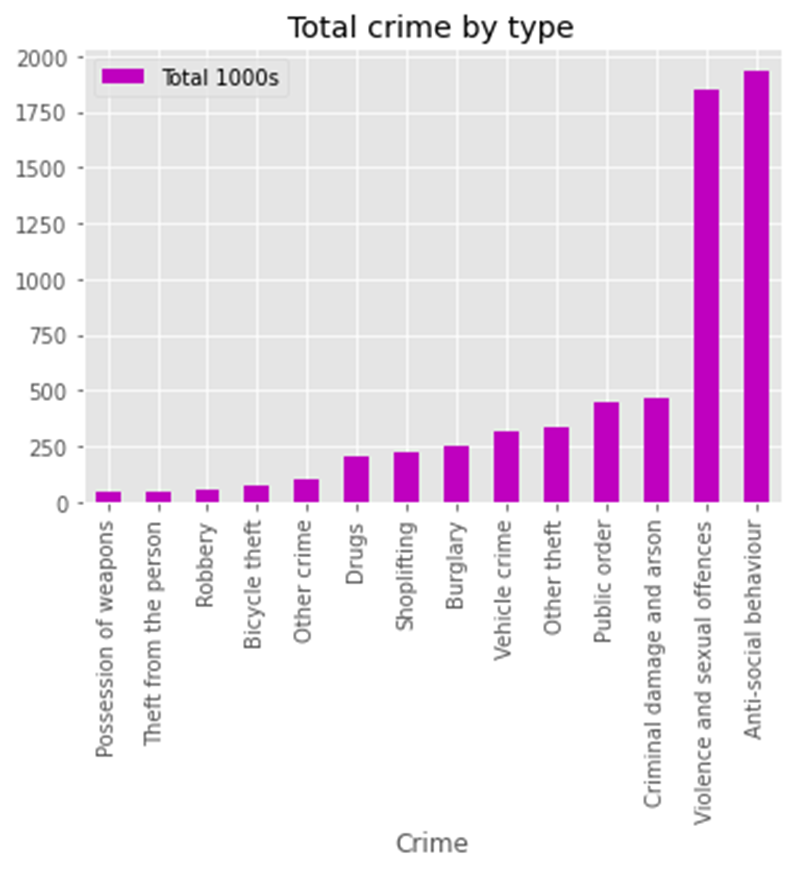 Total crime by type
Total 1000s
2000
1750
1500
1250
1000
750
500
250
0
Possession of weapons
Theft from the person
Robbery
Bicycle theft
Other crime
Drugs
Shoplifting
Burglary
Vehicle crime
Other theft
Public order
Criminal damage and arson
Violence and sexual offences
Anti-social behaviour
Crime